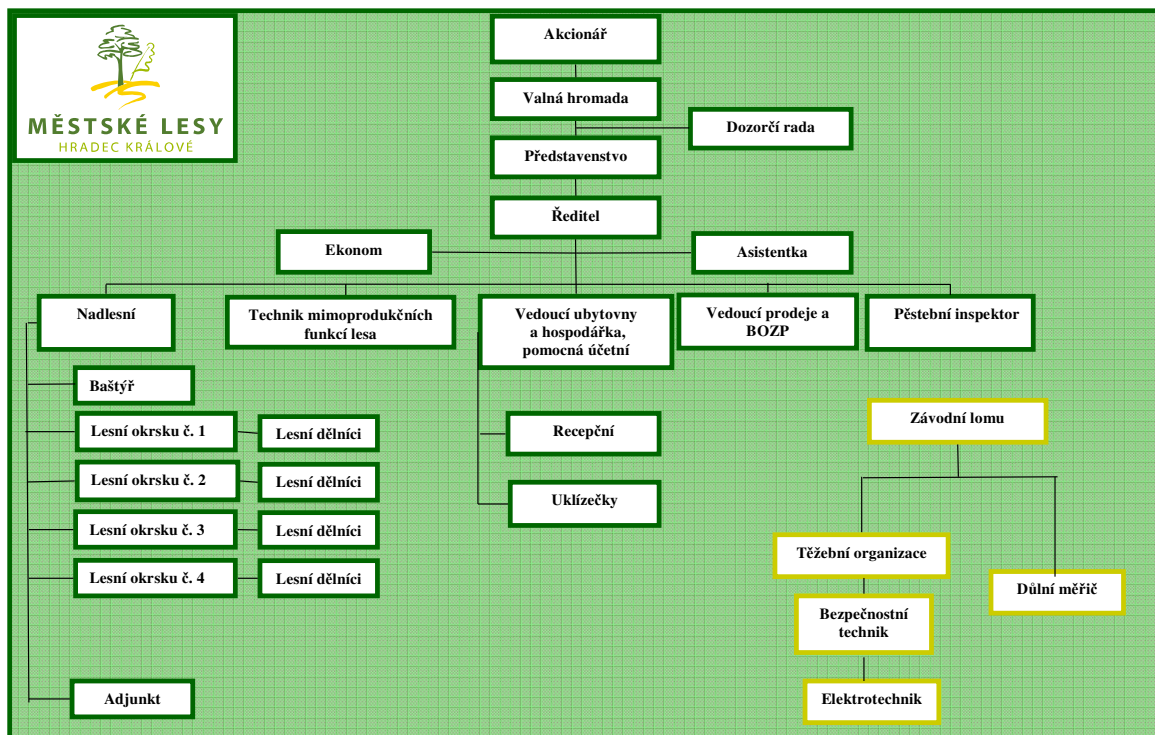 MĚSTSKÉ LESY
HRADEC KRÁLOVÉ
Akcionář
Valná hromada
Dozorčí rada
Představenstvo
Ředitel
Ekonom
Asistentka
Nadlesní
Technik mimoprodukčních
funkcí lesa
Vedoucí ubytovny
a hospodářka,
pomocná účetní
Vedoucí prodeje a
BOZP
Pěstební inspektor
Baštýř
Lesní okrsku č. 1
Lesní dělníci
Lesní okrsku č. 2
Lesní dělníci
Lesní okrsku č. 3
Lesní dělníci
Lesní okrsku č. 4
Lesní dělníci
Adjunkt
Recepční
Uklízečky
Závodní lomu
Těžební organizace
Důlní měřič
Bezpečnostní
technik
Elektrotechnik